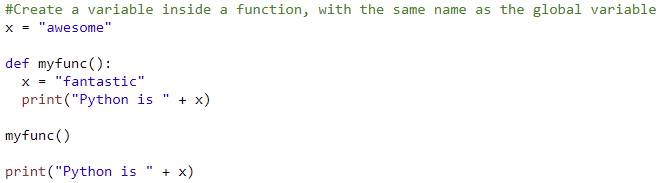 #Create a variable inside a function, with the same name as the global variable
x = "awesome"
def myfunc():
  x = "fantastic"
  print("Python is " + x)
myfunc()
print("Python is " + x)